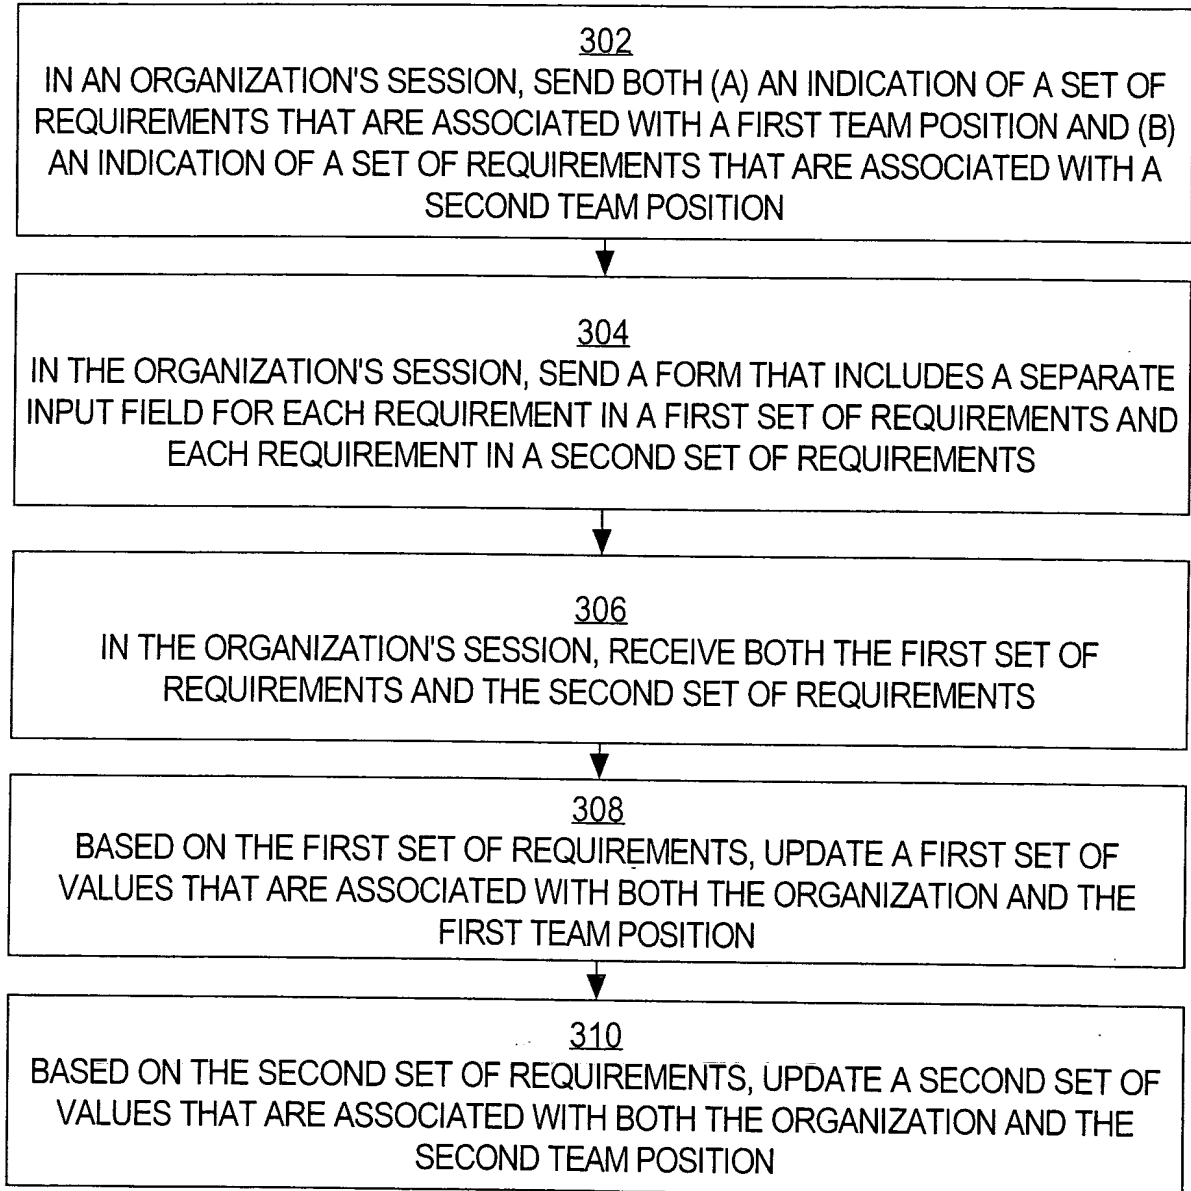 302
IN AN ORGANIZATION'S SESSION, SEND BOTH (A) AN INDICATION OF A SET OF
REQUIREMENTS THAT ARE ASSOCIATED WITH A FIRST TEAM POSITION AND (B)
AN INDICATION OF A SET OF REQUIREMENTS THAT ARE ASSOCIATED WITH A
SECOND TEAM POSITION
304
IN THE ORGANIZATION'S SESSION, SEND A FORM THAT INCLUDES A SEPARATE
INPUT FIELD FOR EACH REQUIREMENT IN A FIRST SET OF REQUIREMENTS AND
EACH REQUIREMENT IN A SECOND SET OF REQUIREMENTS
306
IN THE ORGANIZATION'S SESSION, RECEIVE BOTH THE FIRST SET OF
REQUIREMENTS AND THE SECOND SET OF REQUIREMENTS
308
BASED ON THE FIRST SET OF REQUIREMENTS, UPDATE A FIRST SET OF
VALUES THAT ARE ASSOCIATED WITH BOTH THE ORGANIZATION AND THE
FIRST TEAM POSITION
310
BASED ON THE SECOND SET OF REQUIREMENTS, UPDATE A SECOND SET OF
VALUES THAT ARE ASSOCIATED WITH BOTH THE ORGANIZATION AND THE
SECOND TEAM POSITION